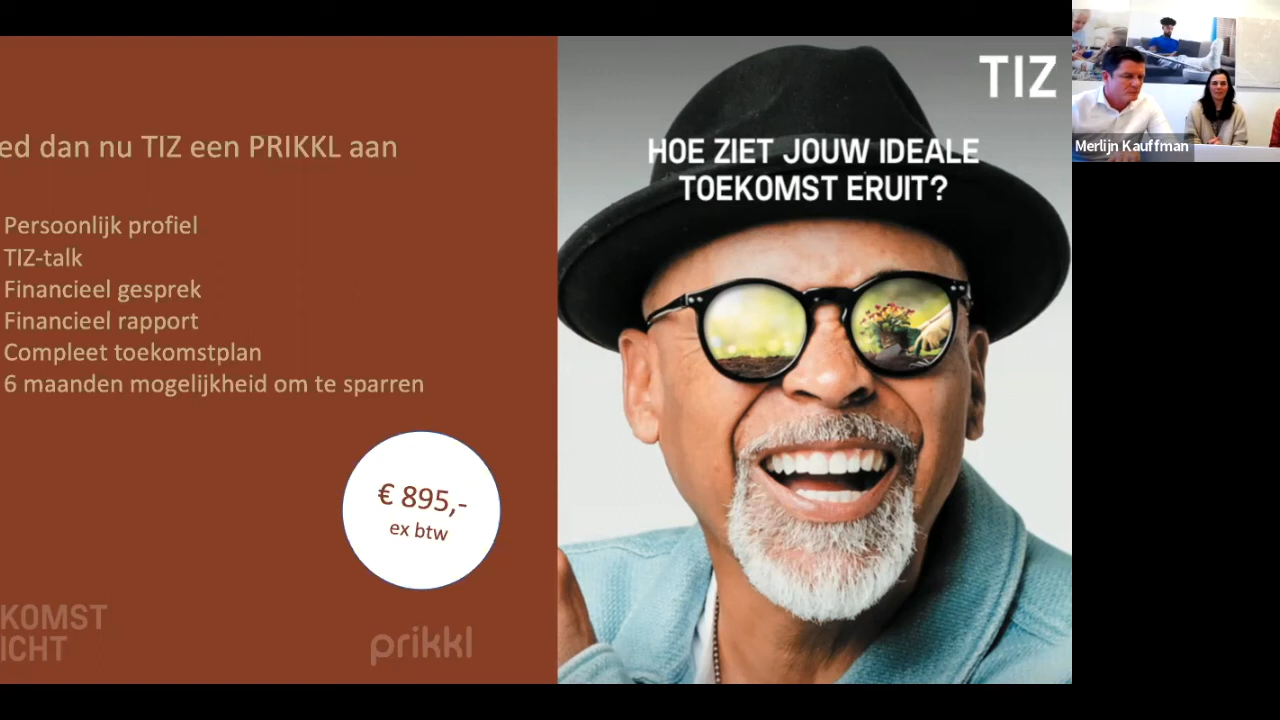 ed dan nu TIZ een PRIKKL aan
Persoonlijk profiel
TIZ-talk
Financieel gesprek
Financieel rapport
Compleet toekomstplan
6 maanden mogelijkheid om te sparren
€ 895,-
ex btw
KOMST
ICHT
prikkl
TIZ
HOE ZIET JOUW IDEALE
TOEKOMST ERUIT?
Merlijn Kauffman